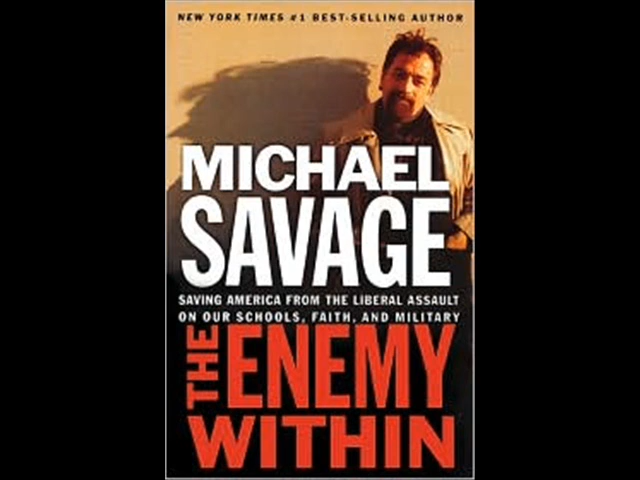 NEW YORK TIMES #1 BEST-SELLING AUTHOR
MICHAEL
SAVAGE
SAVING AMERICA FROM THE LIBERAL ASSAULT
ON OUR SCHOOLS, FAITH, AND MILITARY
THE ENEMY
WITHIN